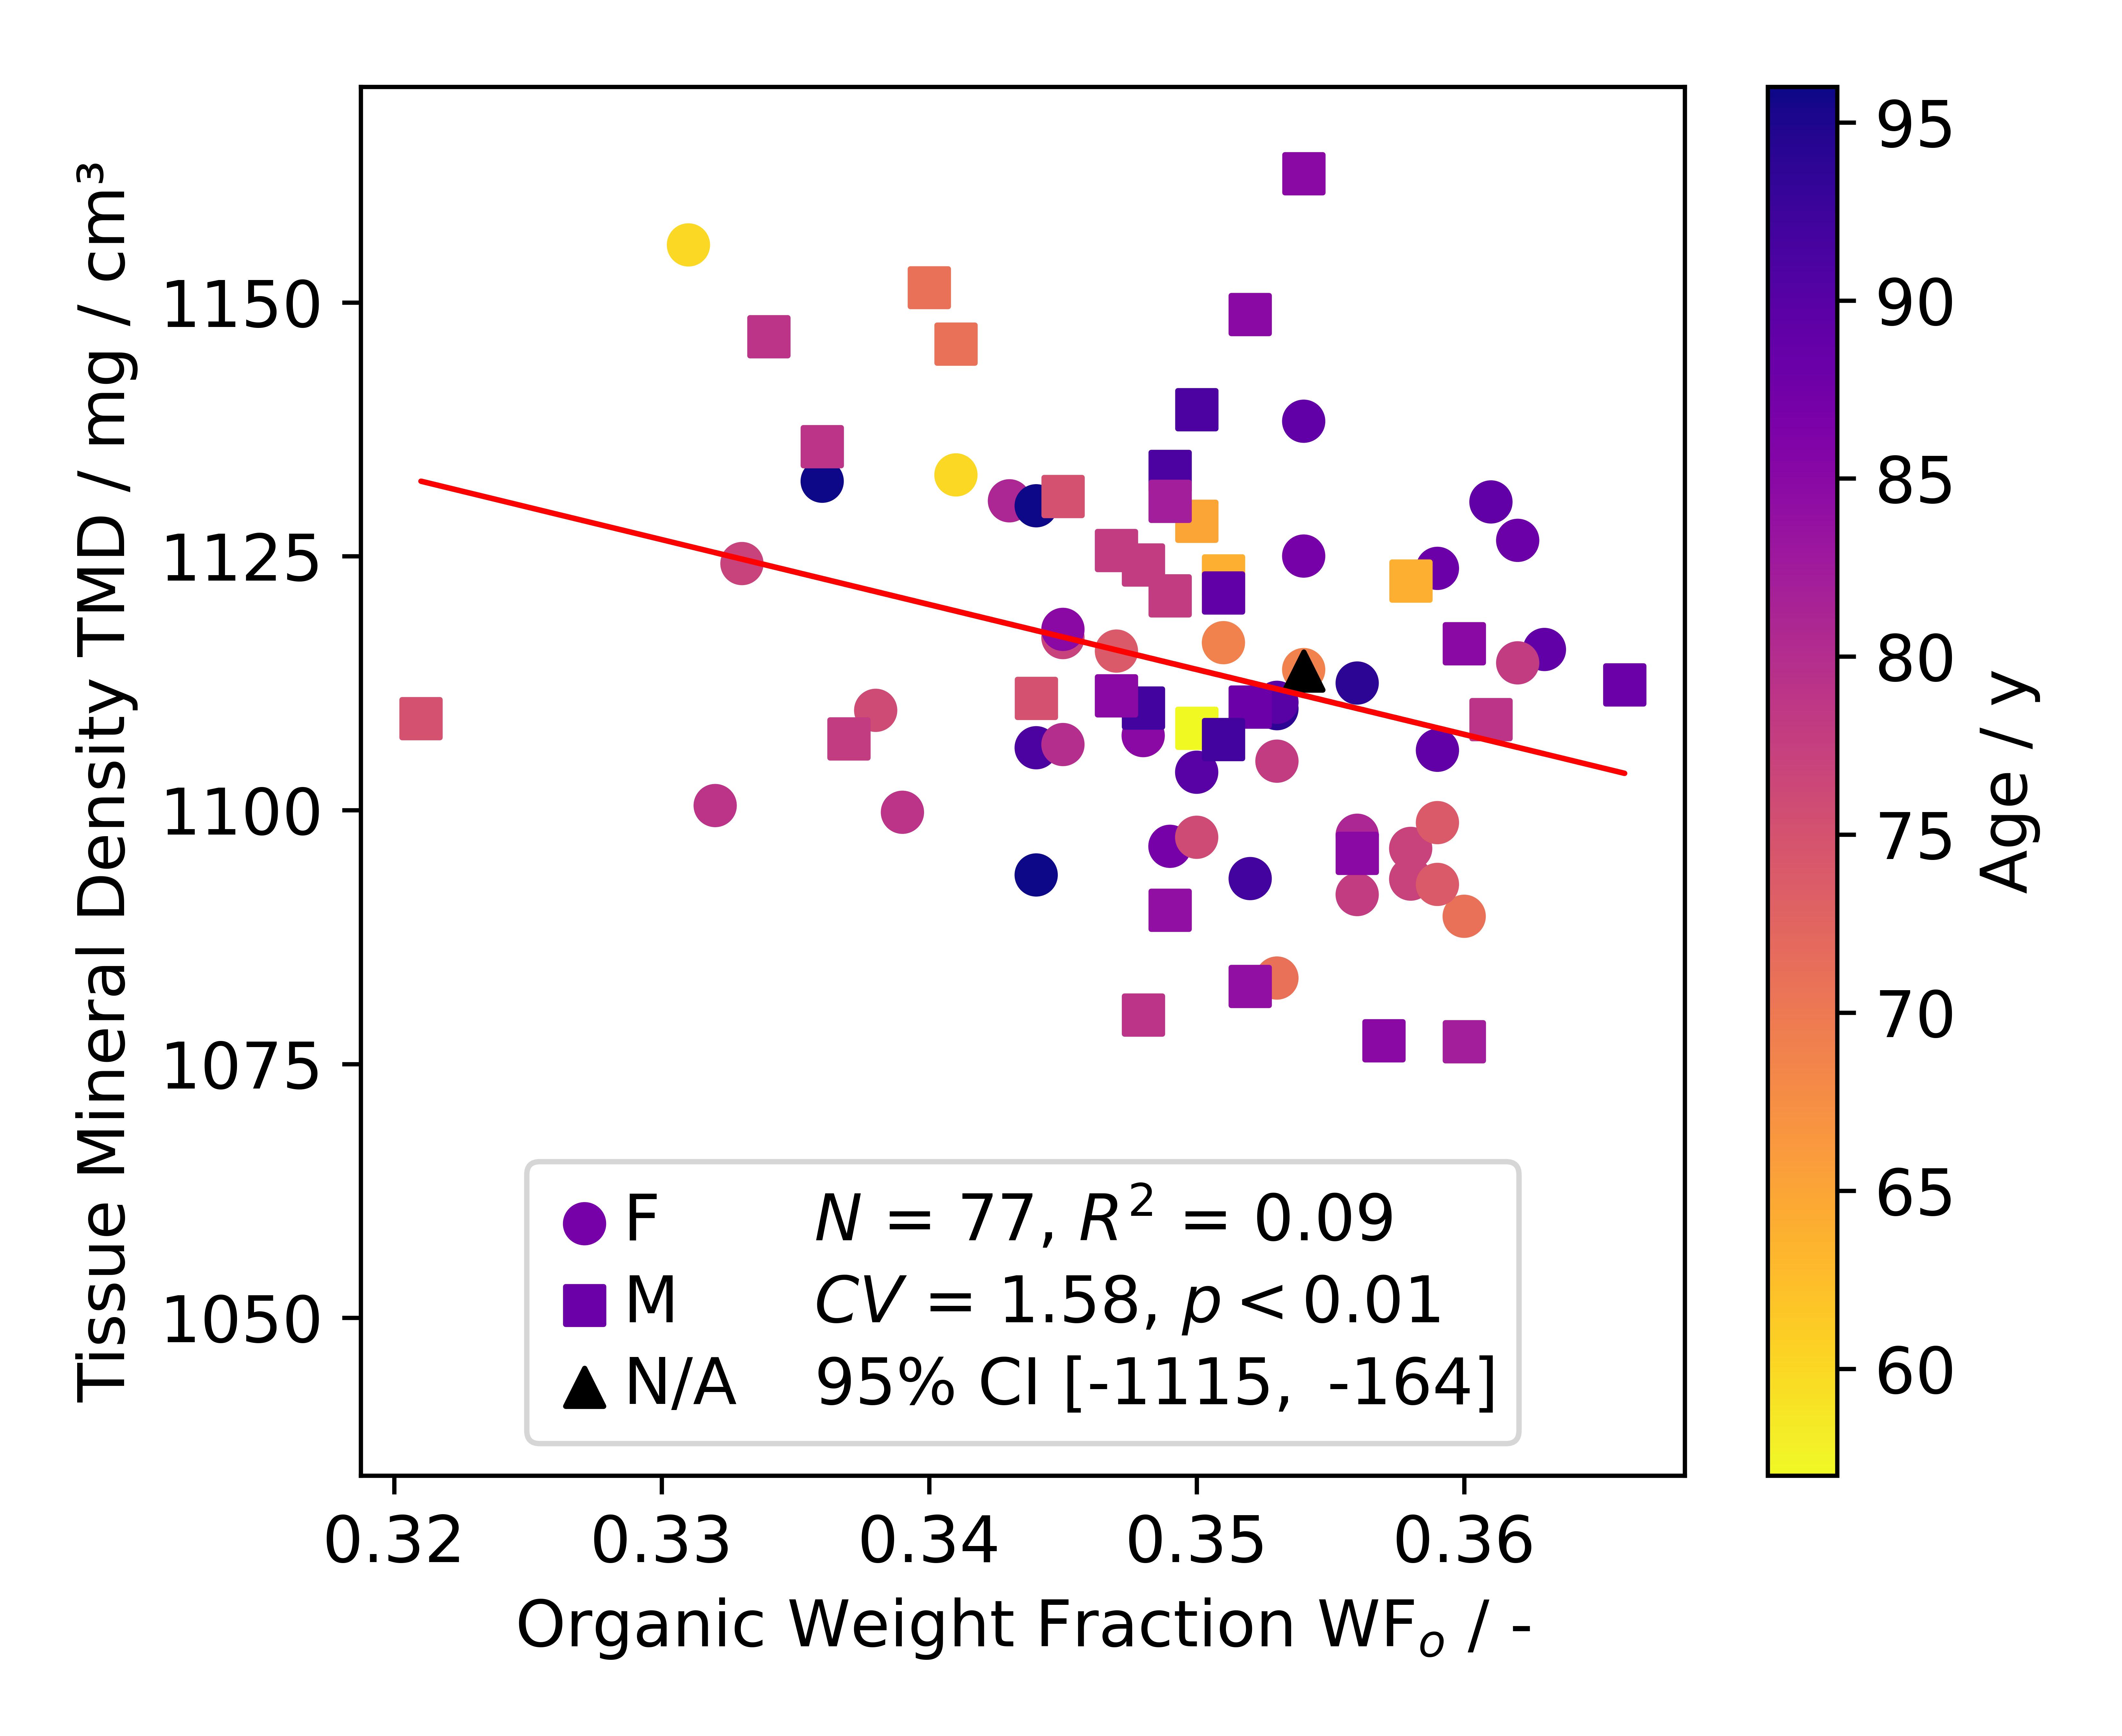 Tissue Mineral Density TMD / mg / cm³
1150
1125
1100
1075
1050
F N = 77, R² = 0.09
M CV = 1.58, p < 0.01
N/A 95% CI [-1115, -164]
0.32 0.33 0.34 0.35 0.36
Organic Weight Fraction WFₒ / -
95
90
85
80
75
70
65
60
Age / y